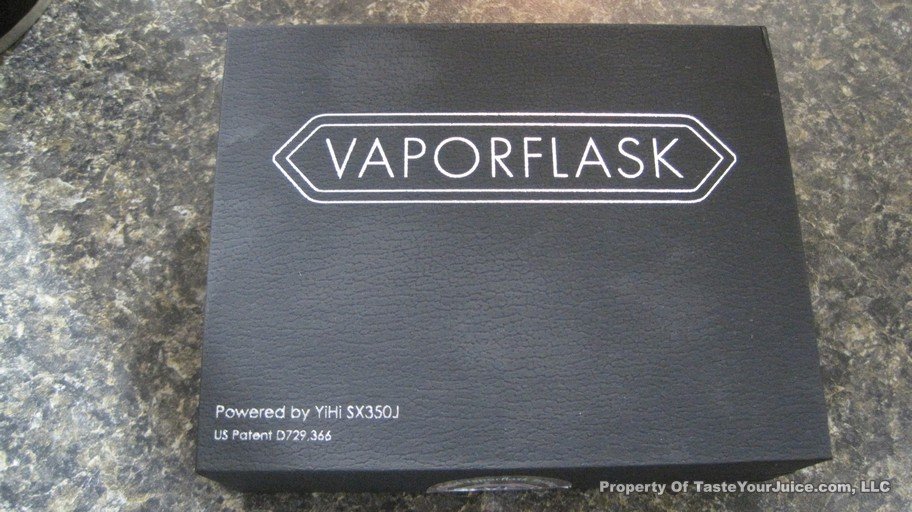 VAPORFLASK
Powered by YiHi SX350J
US Patent D729,366
Property Of TasteYourJuice.com, LLC